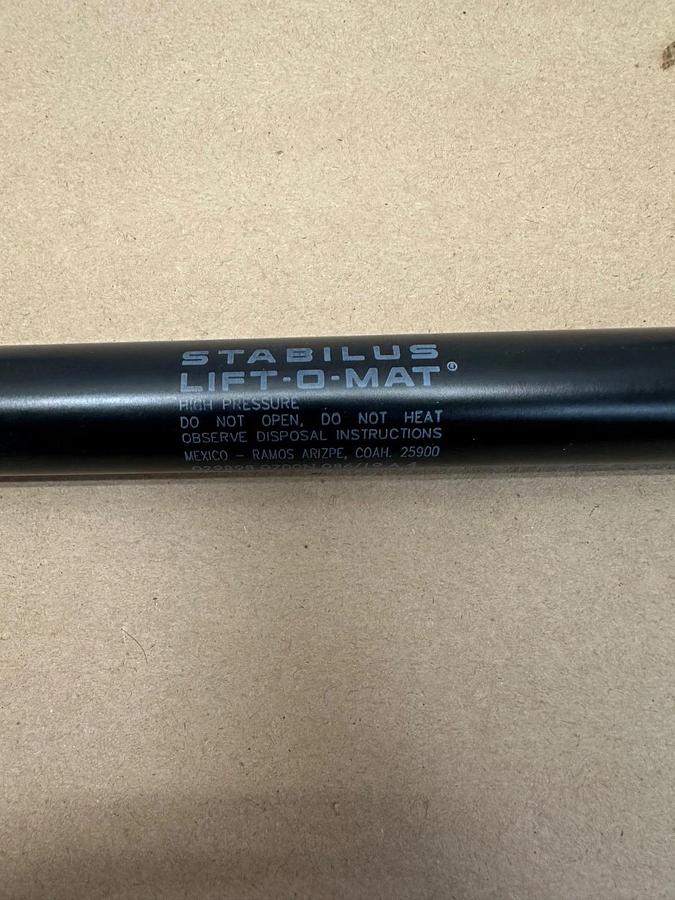 STABILUS
LIFT-O-MAT®
HIGH PRESSURE
DO NOT OPEN, DO NOT HEAT
OBSERVE DISPOSAL INSTRUCTIONS
MEXICO - RAMOS ARIZPE, COAH. 25900